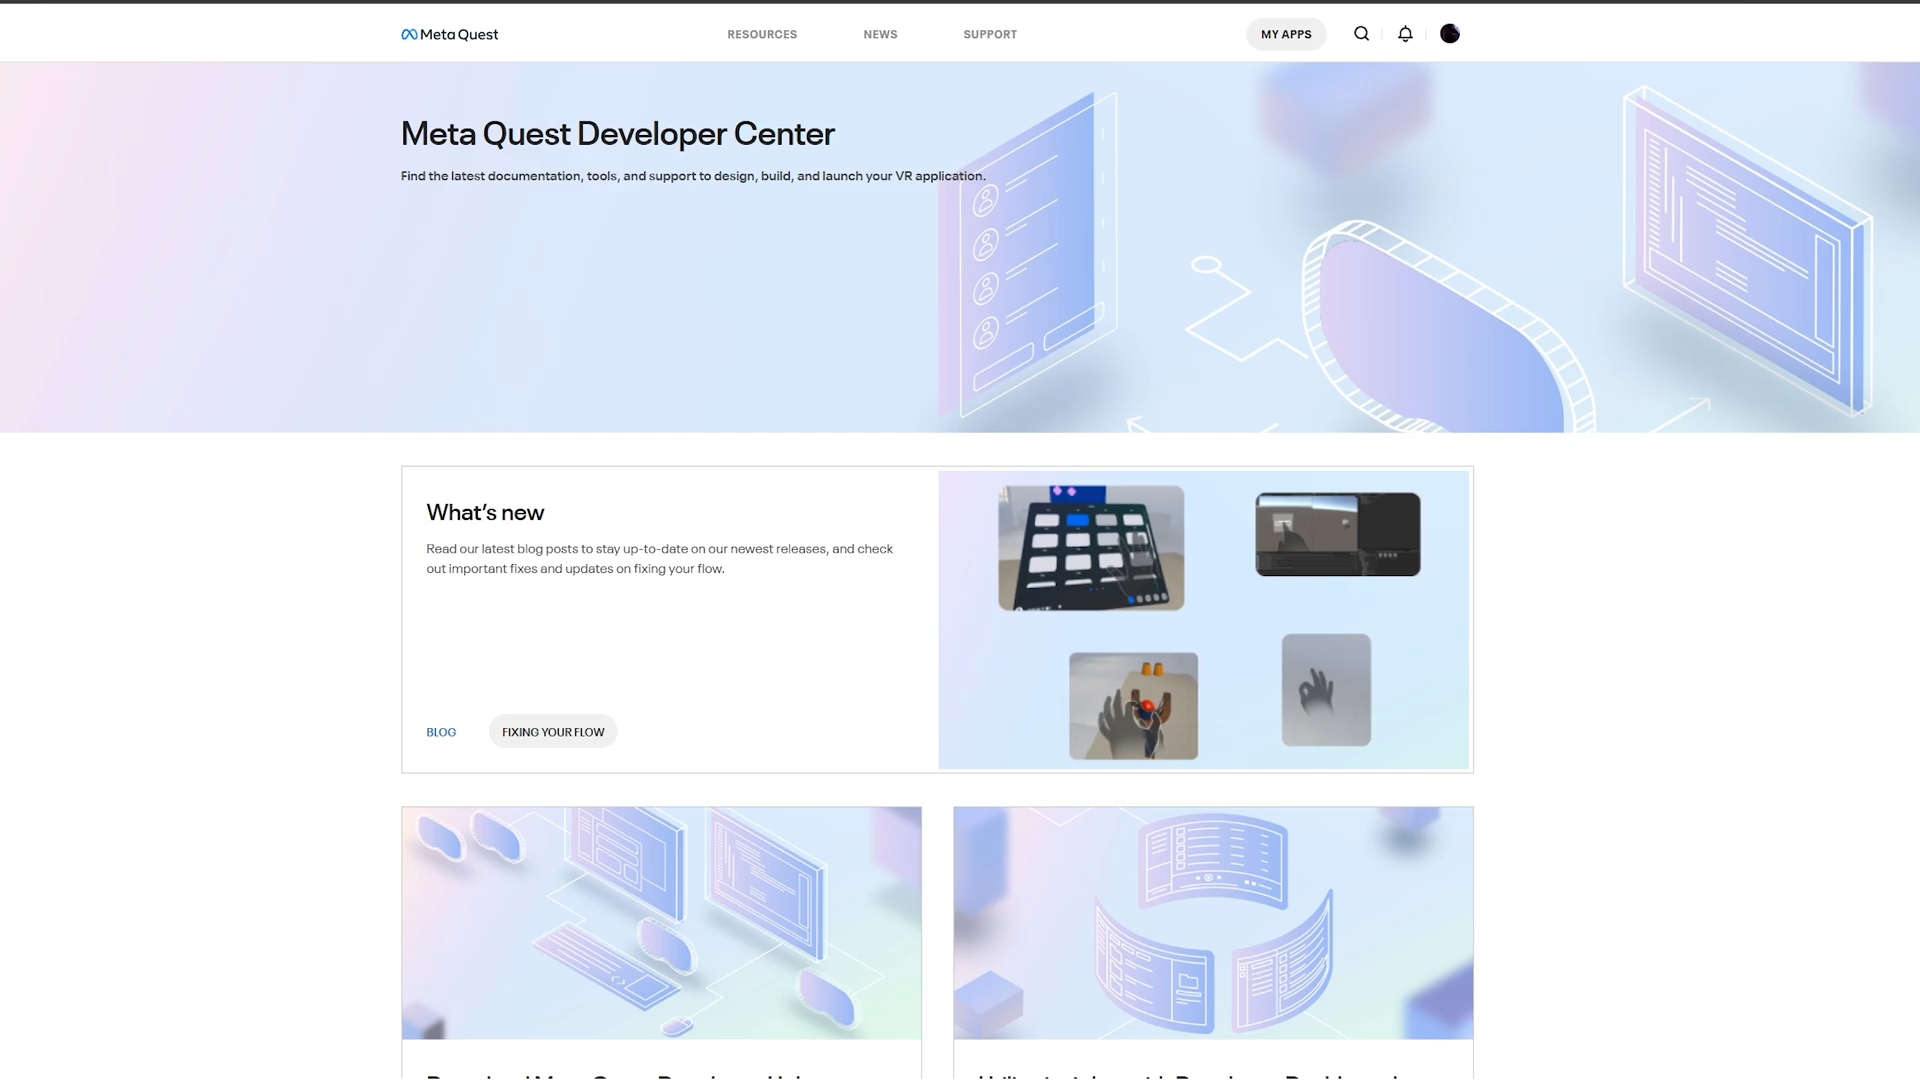 Meta Quest
RESOURCES
NEWS
SUPPORT
MY APPS
Meta Quest Developer Center
Find the latest documentation, tools, and support to design, build, and launch your VR application.
What's new
Read our latest blog posts to stay up-to-date on our newest releases, and check
out important fixes and updates on fixing your flow.
BLOG
FIXING YOUR FLOW